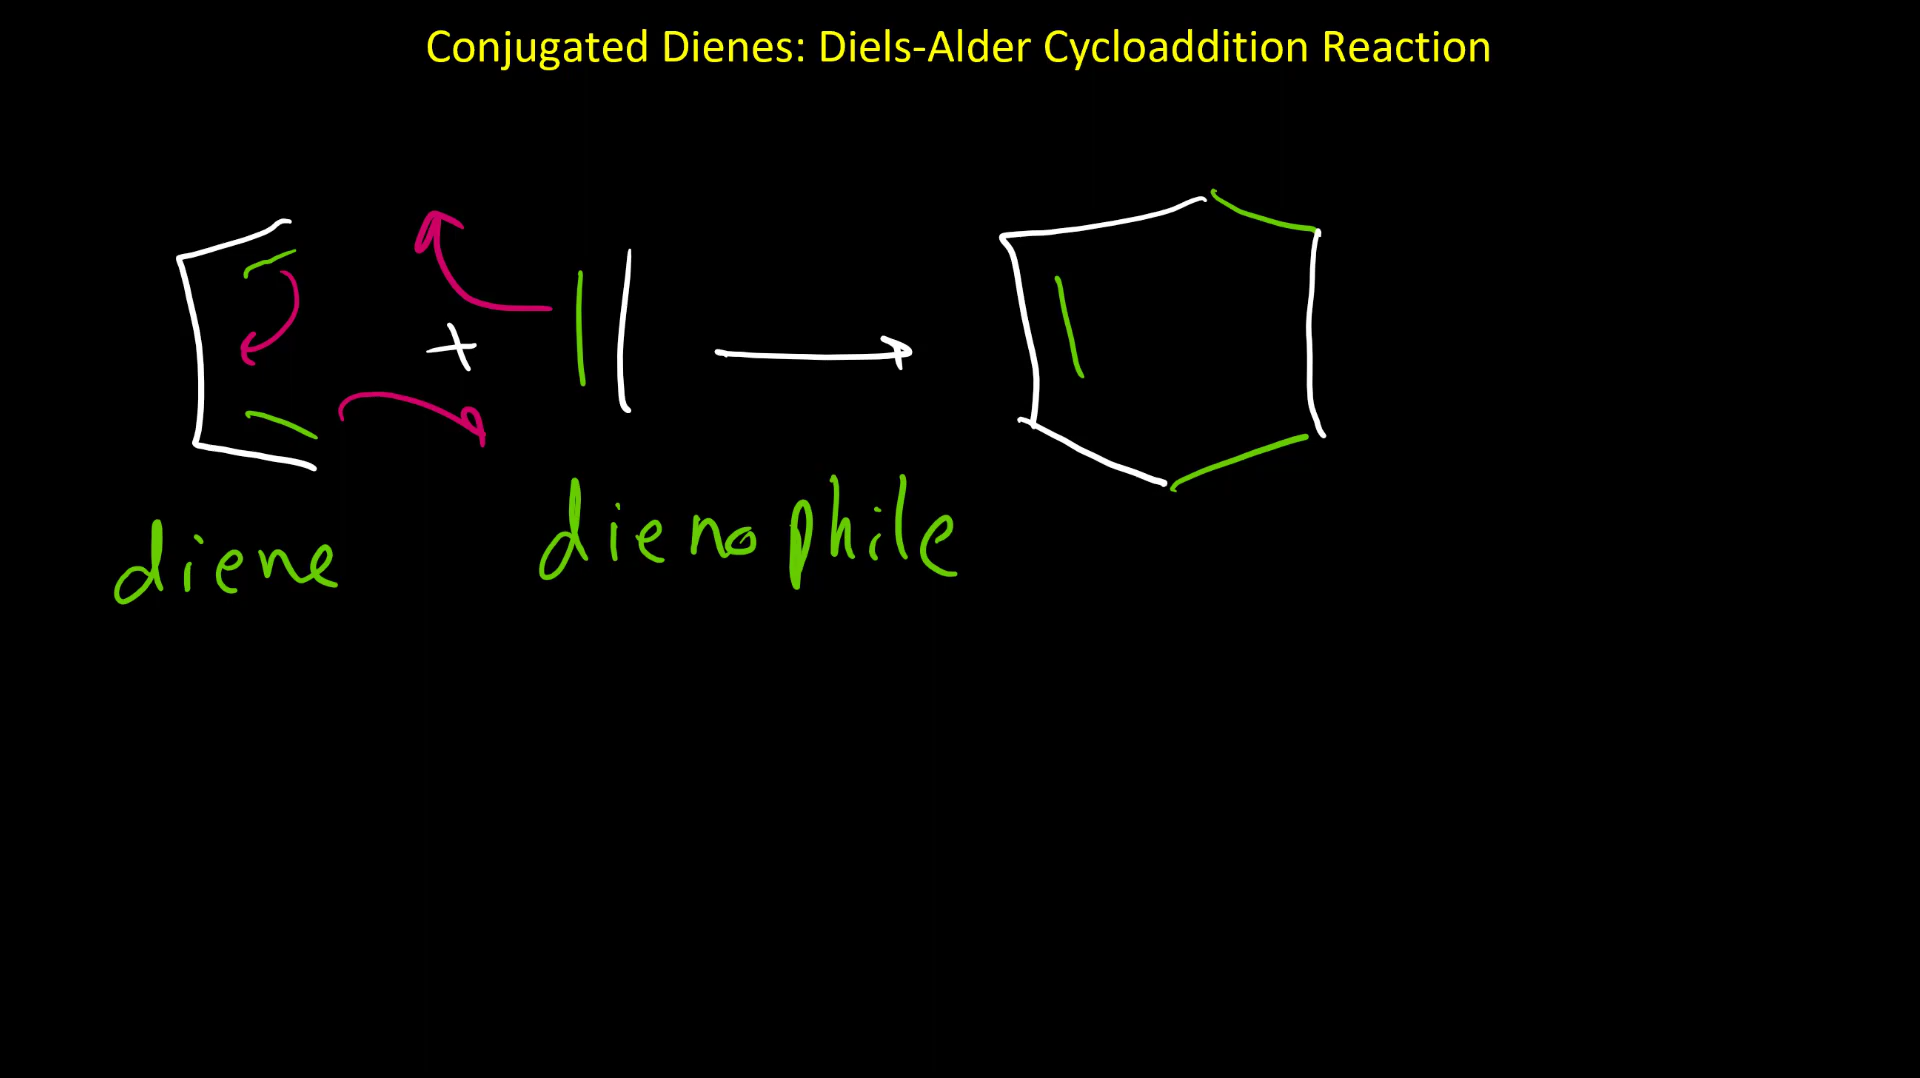 Conjugated Dienes: Diels-Alder Cycloaddition Reaction
+
diene
dienophile